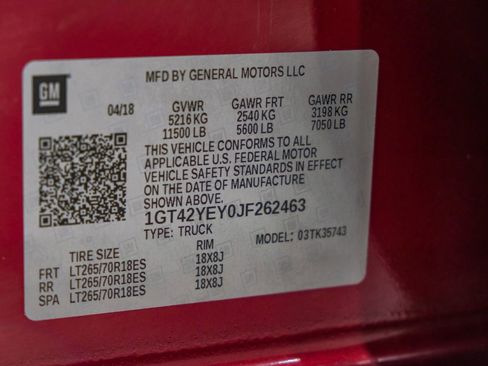 MFD BY GENERAL MOTORS LLC
GM
04/18 GVWR GAWR FRT GAWR RR
5216 KG 2540 KG 3198 KG
11500 LB 5600 LB 7050 LB
THIS VEHICLE CONFORMS TO ALL
APPLICABLE U.S. FEDERAL MOTOR
VEHICLE SAFETY STANDARDS IN EFFECT
ON THE DATE OF MANUFACTURE
SHOWN ABOVE.
1GT42YEY0JF262463
TYPE: TRUCK MODEL: 03TK35743
TIRE SIZE RIM
FRT LT265/70R18ES 18X8J
RR LT265/70R18ES 18X8J
SPA LT265/70R18ES 18X8J